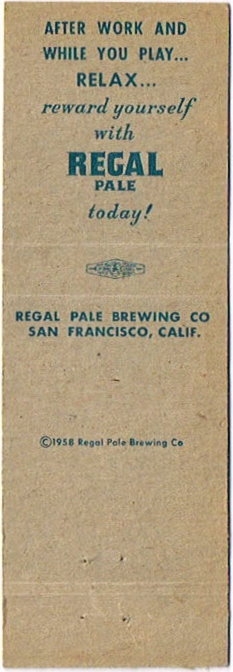 AFTER WORK AND
WHILE YOU PLAY...
RELAX...
reward yourself
with
REGAL
PALE
today!
REGAL PALE BREWING CO
SAN FRANCISCO, CALIF.
©1958 Regal Pale Brewing Co